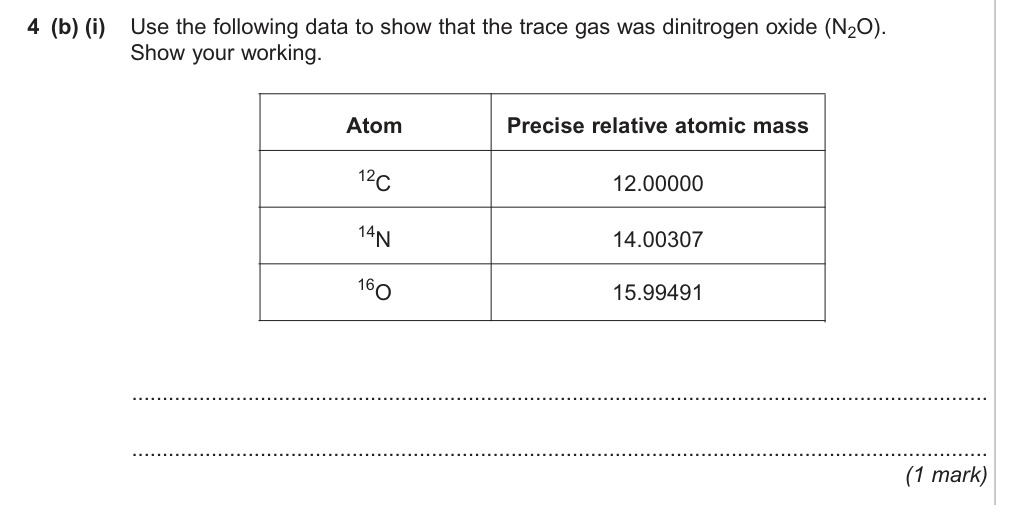 4 (b) (i) Use the following data to show that the trace gas was dinitrogen oxide (N₂O).
Show your working.
Atom Precise relative atomic mass
¹²C 12.00000
¹⁴N 14.00307
¹⁶O 15.99491
(1 mark)